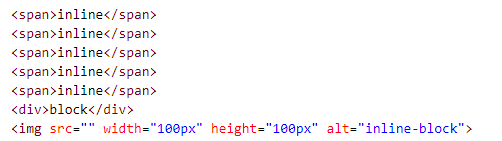 <span>inline</span>
<span>inline</span>
<span>inline</span>
<span>inline</span>
<span>inline</span>
<div>block</div>
<img src="" width="100px" height="100px" alt="inline-block">